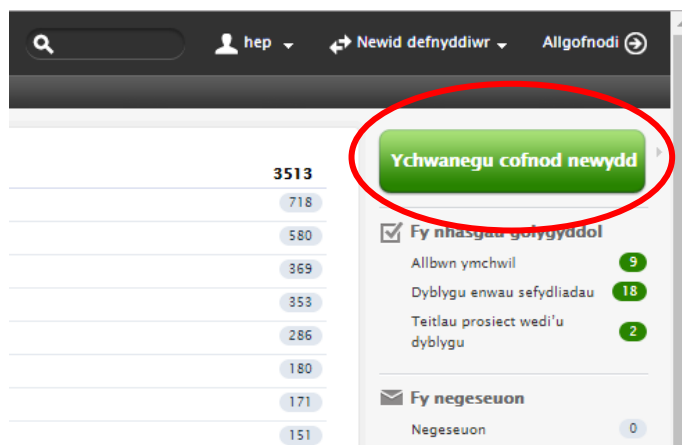 hep Newid defnyddiwr Allgofnodi
Ychwanegu cofnod newydd
3513
718
580
369
353
286
180
171
151
Fy nhasgau golygyddol
Allbwn ymchwil 9
Dyblygu enwau sefydliadau 18
Teitlau prosiect wedi'u
dyblygu 2
Fy negeseuon
Negeseuon 0